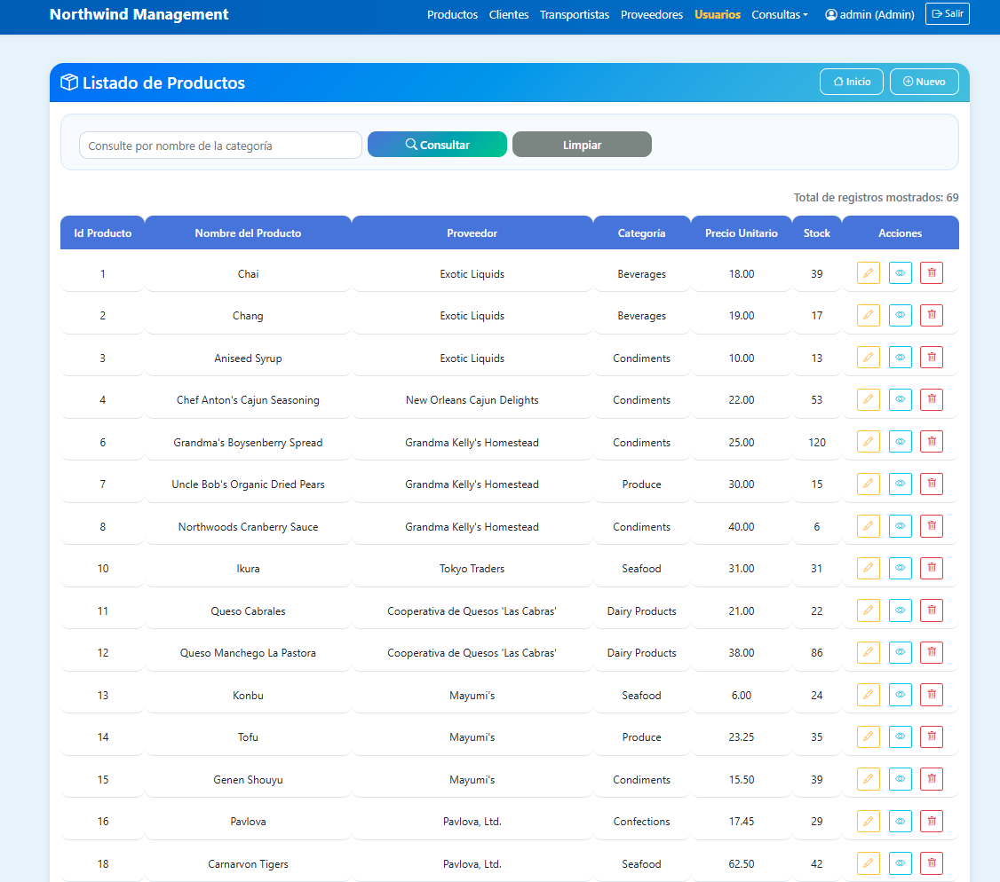 Northwind Management Productos Clientes Transportistas Proveedores Usuarios Consultas admin (Admin) Salir
Listado de Productos Inicio Nuevo
Consulte por nombre de la categoría Consultar Limpiar
Total de registros mostrados: 69
Id Producto Nombre del Producto Proveedor Categoría Precio Unitario Stock Acciones
1 Chai Exotic Liquids Beverages 18.00 39
2 Chang Exotic Liquids Beverages 19.00 17
3 Aniseed Syrup Exotic Liquids Condiments 10.00 13
4 Chef Anton's Cajun Seasoning New Orleans Cajun Delights Condiments 22.00 53
6 Grandma's Boysenberry Spread Grandma Kelly's Homestead Condiments 25.00 120
7 Uncle Bob's Organic Dried Pears Grandma Kelly's Homestead Produce 30.00 15
8 Northwoods Cranberry Sauce Grandma Kelly's Homestead Condiments 40.00 6
10 Ikura Tokyo Traders Seafood 31.00 31
11 Queso Cabrales Cooperativa de Quesos 'Las Cabras' Dairy Products 21.00 22
12 Queso Manchego La Pastora Cooperativa de Quesos 'Las Cabras' Dairy Products 38.00 86
13 Konbu Mayumi's Seafood 6.00 24
14 Tofu Mayumi's Produce 23.25 35
15 Genen Shouyu Mayumi's Condiments 15.50 39
16 Pavlova Pavlova, Ltd. Confections 17.45 29
18 Carnarvon Tigers Pavlova, Ltd. Seafood 62.50 42